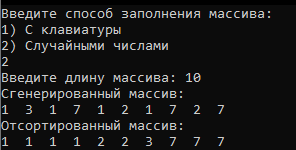 Введите способ заполнения массива:
1) С клавиатуры
2) Случайными числами
2
Введите длину массива: 10
Сгенерированный массив:
1 3 1 7 1 2 1 7 2 7
Отсортированный массив:
1 1 1 1 2 2 3 7 7 7